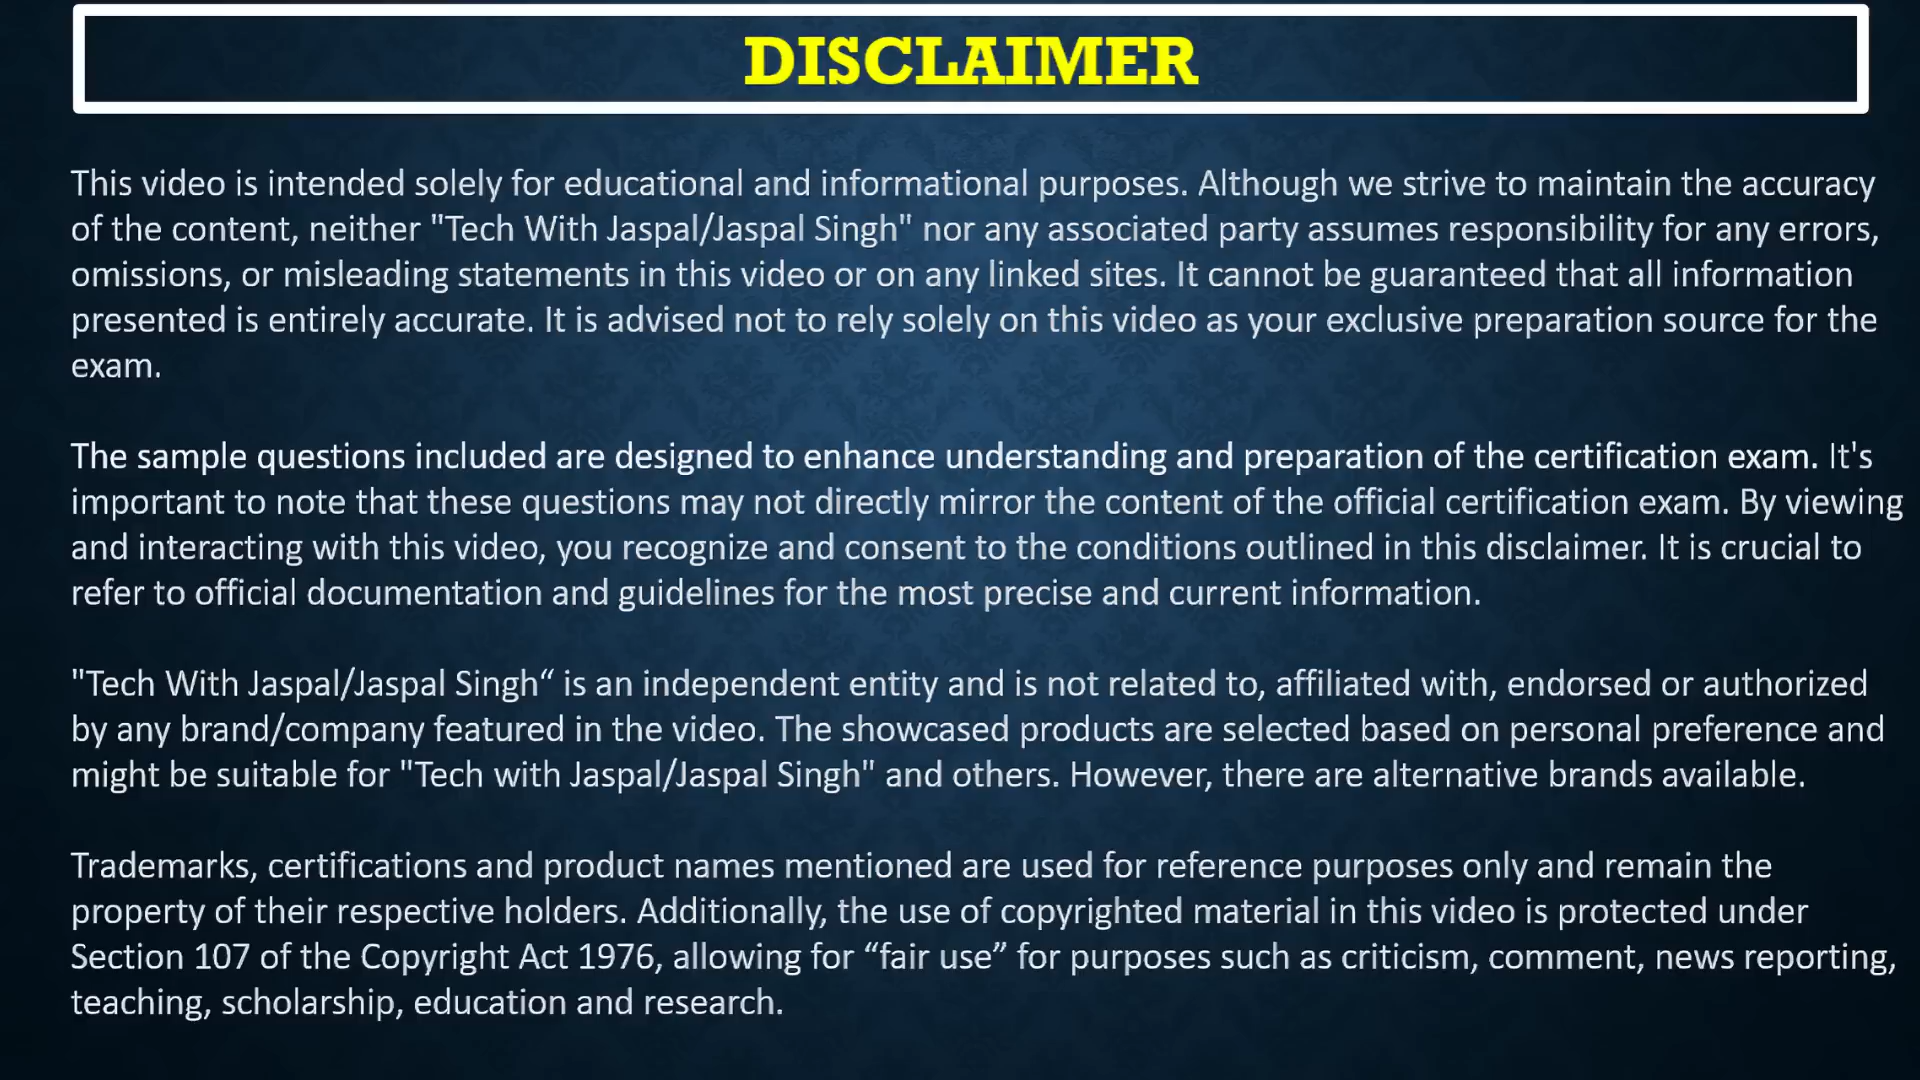 DISCLAIMER
This video is intended solely for educational and informational purposes. Although we strive to maintain the accuracy
of the content, neither "Tech With Jaspal/Jaspal Singh" nor any associated party assumes responsibility for any errors,
omissions, or misleading statements in this video or on any linked sites. It cannot be guaranteed that all information
presented is entirely accurate. It is advised not to rely solely on this video as your exclusive preparation source for the
exam.
The sample questions included are designed to enhance understanding and preparation of the certification exam. It's
important to note that these questions may not directly mirror the content of the official certification exam. By viewing
and interacting with this video, you recognize and consent to the conditions outlined in this disclaimer. It is crucial to
refer to official documentation and guidelines for the most precise and current information.
"Tech With Jaspal/Jaspal Singh“ is an independent entity and is not related to, affiliated with, endorsed or authorized
by any brand/company featured in the video. The showcased products are selected based on personal preference and
might be suitable for "Tech with Jaspal/Jaspal Singh" and others. However, there are alternative brands available.
Trademarks, certifications and product names mentioned are used for reference purposes only and remain the
property of their respective holders. Additionally, the use of copyrighted material in this video is protected under
Section 107 of the Copyright Act 1976, allowing for “fair use” for purposes such as criticism, comment, news reporting,
teaching, scholarship, education and research.